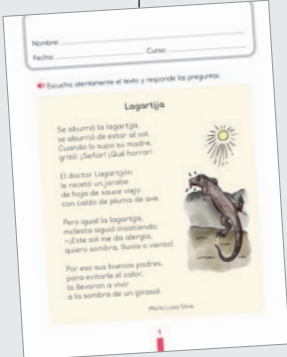 Nombre:
Fecha: Curso:
Escucha atentamente el texto y responde las preguntas.
Lagartija
Se aburrió la lagartija,
se aburrió de estar al sol.
Cuando lo supo su madre,
gritó: ¡Señor! ¡Qué horror!
El doctor Lagartijón
le recetó un jarabe
de hoja de sauce viejo
con caldo de pluma de ave.
Pero igual la lagartija,
molesta siguió insistiendo:
–¡Este sol me da alergia,
quiero sombra, lluvia o viento!
Por eso sus buenos padres,
para evitarle el calor,
la llevaron a vivir
a la sombra de un girasol.
María Luisa Silva
1